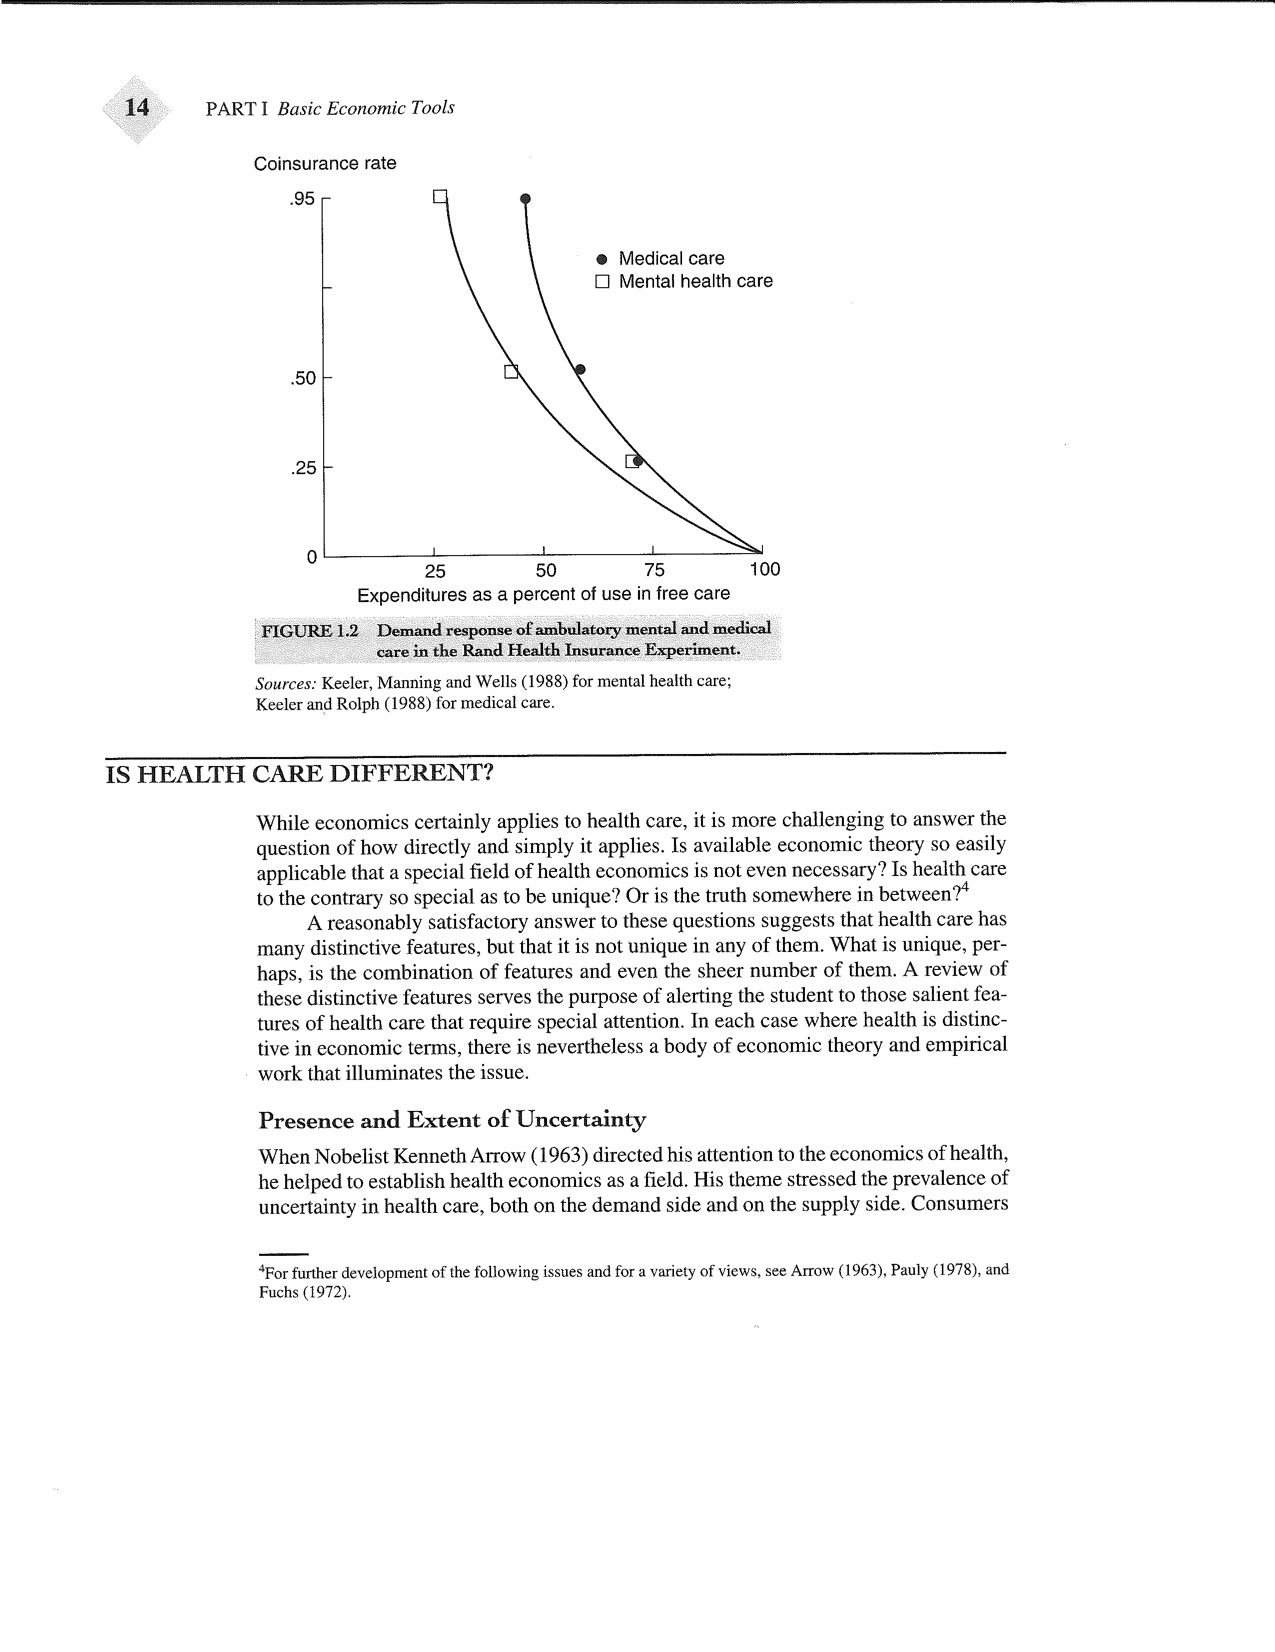 14 PART I Basic Economic Tools
Coinsurance rate
.95
Medical care
Mental health care
.50
.25
0
25 50 75 100
Expenditures as a percent of use in free care
FIGURE 1.2 Demand response of ambulatory mental and medical
care in the Rand Health Insurance Experiment.
Sources: Keeler, Manning and Wells (1988) for mental health care;
Keeler and Rolph (1988) for medical care.
IS HEALTH CARE DIFFERENT?
While economics certainly applies to health care, it is more challenging to answer the
question of how directly and simply it applies. Is available economic theory so easily
applicable that a special field of health economics is not even necessary? Is health care
to the contrary so special as to be unique? Or is the truth somewhere in between?⁴
A reasonably satisfactory answer to these questions suggests that health care has
many distinctive features, but that it is not unique in any of them. What is unique, per-
haps, is the combination of features and even the sheer number of them. A review of
these distinctive features serves the purpose of alerting the student to those salient fea-
tures of health care that require special attention. In each case where health is distinc-
tive in economic terms, there is nevertheless a body of economic theory and empirical
work that illuminates the issue.
Presence and Extent of Uncertainty
When Nobelist Kenneth Arrow (1963) directed his attention to the economics of health,
he helped to establish health economics as a field. His theme stressed the prevalence of
uncertainty in health care, both on the demand side and on the supply side. Consumers
⁴For further development of the following issues and for a variety of views, see Arrow (1963), Pauly (1978), and
Fuchs (1972).